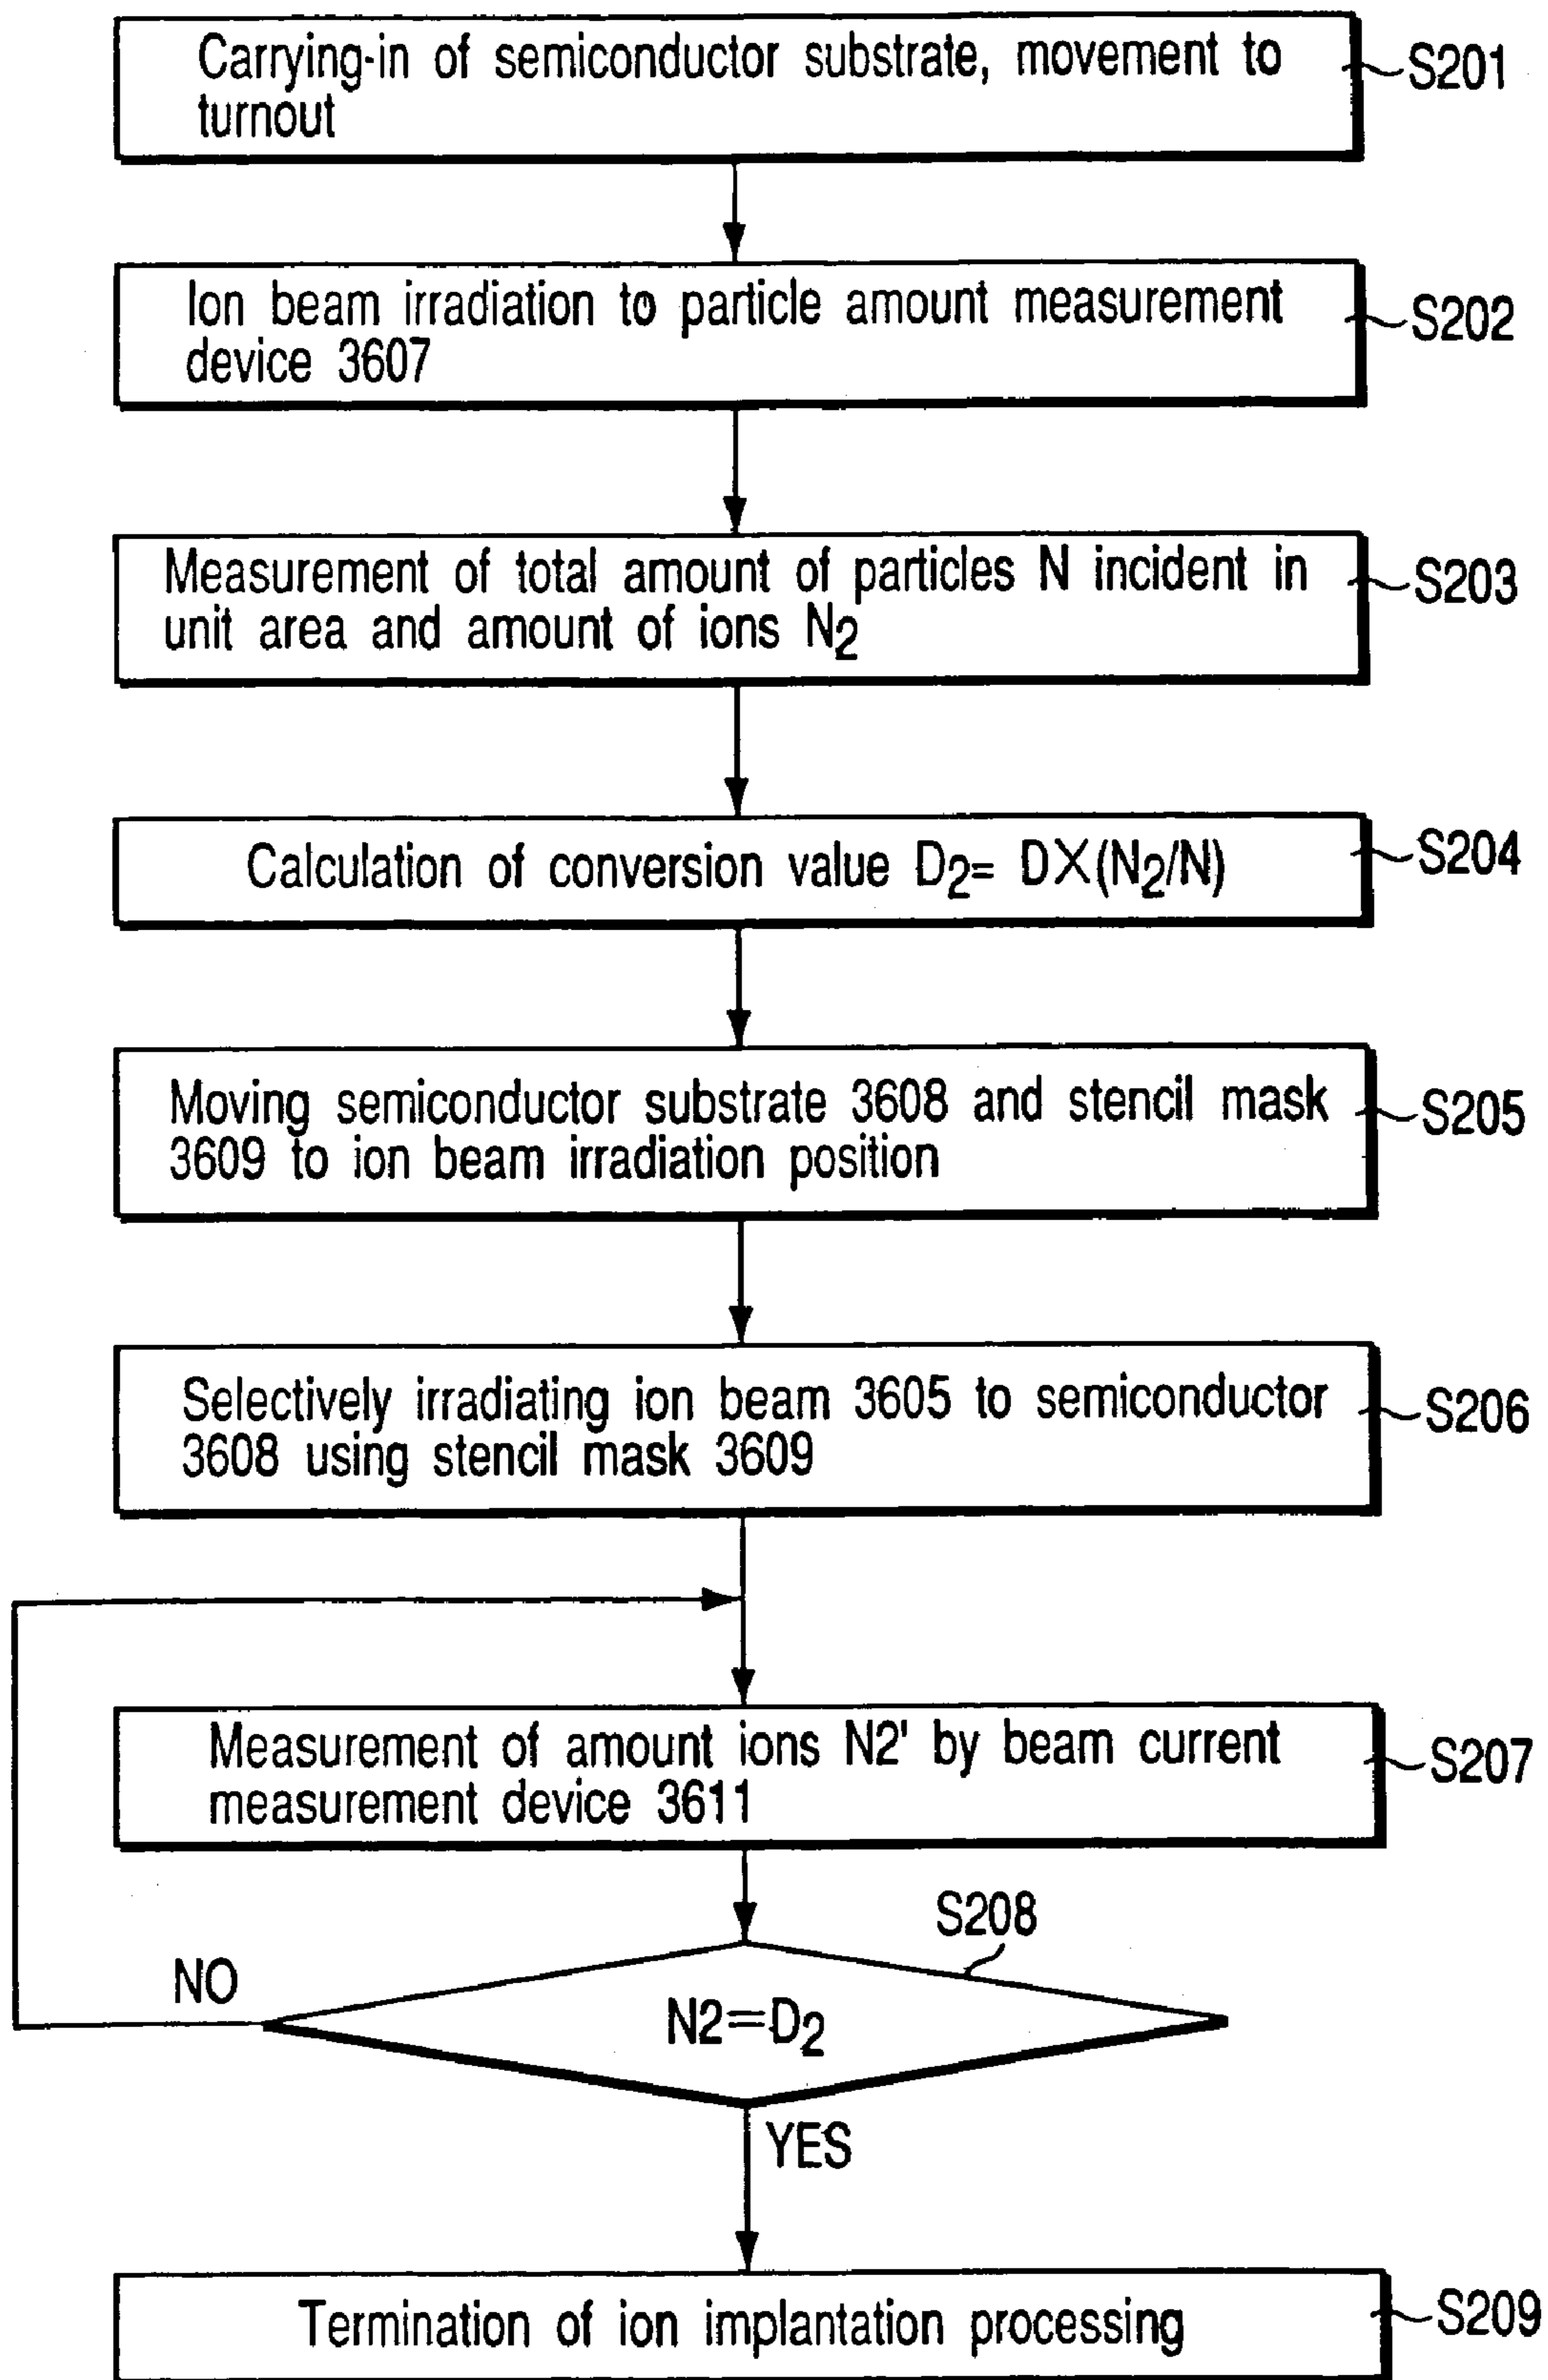 Carrying-in of semiconductor substrate, movement to
turnout
S201
Ion beam irradiation to particle amount measurement
device 3607
S202
Measurement of total amount of particles N incident in
unit area and amount of ions N2
S203
Calculation of conversion value D2= DX(N2/N)
S204
Moving semiconductor substrate 3608 and stencil mask
3609 to ion beam irradiation position
S205
Selectively irradiating ion beam 3605 to semiconductor
3608 using stencil mask 3609
S206
Measurement of amount ions N2' by beam current
measurement device 3611
S207
S208
NO
N2=D2
YES
Termination of ion implantation processing
S209